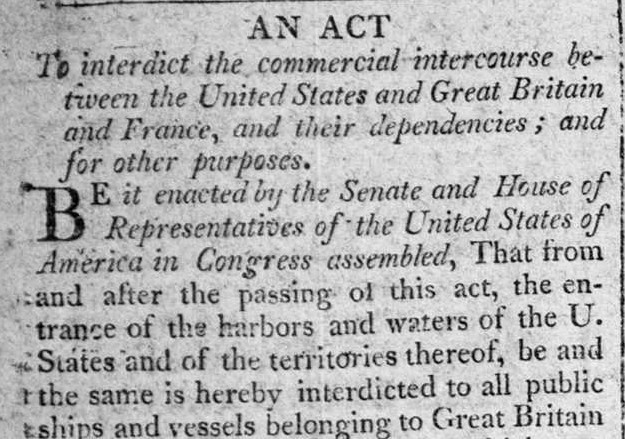 AN ACT
To interdict the commercial intercourse be-
tween the United States and Great Britain
and France, and their dependencies; and
for other purposes.
BE it enacted by the Senate and House of
Representatives of the United States of
America in Congress assembled, That from
and after the passing of this act, the en-
trance of the harbors and waters of the U.
States and of the territories thereof, be and
the same is hereby interdicted to all public
ships and vessels belonging to Great Britain